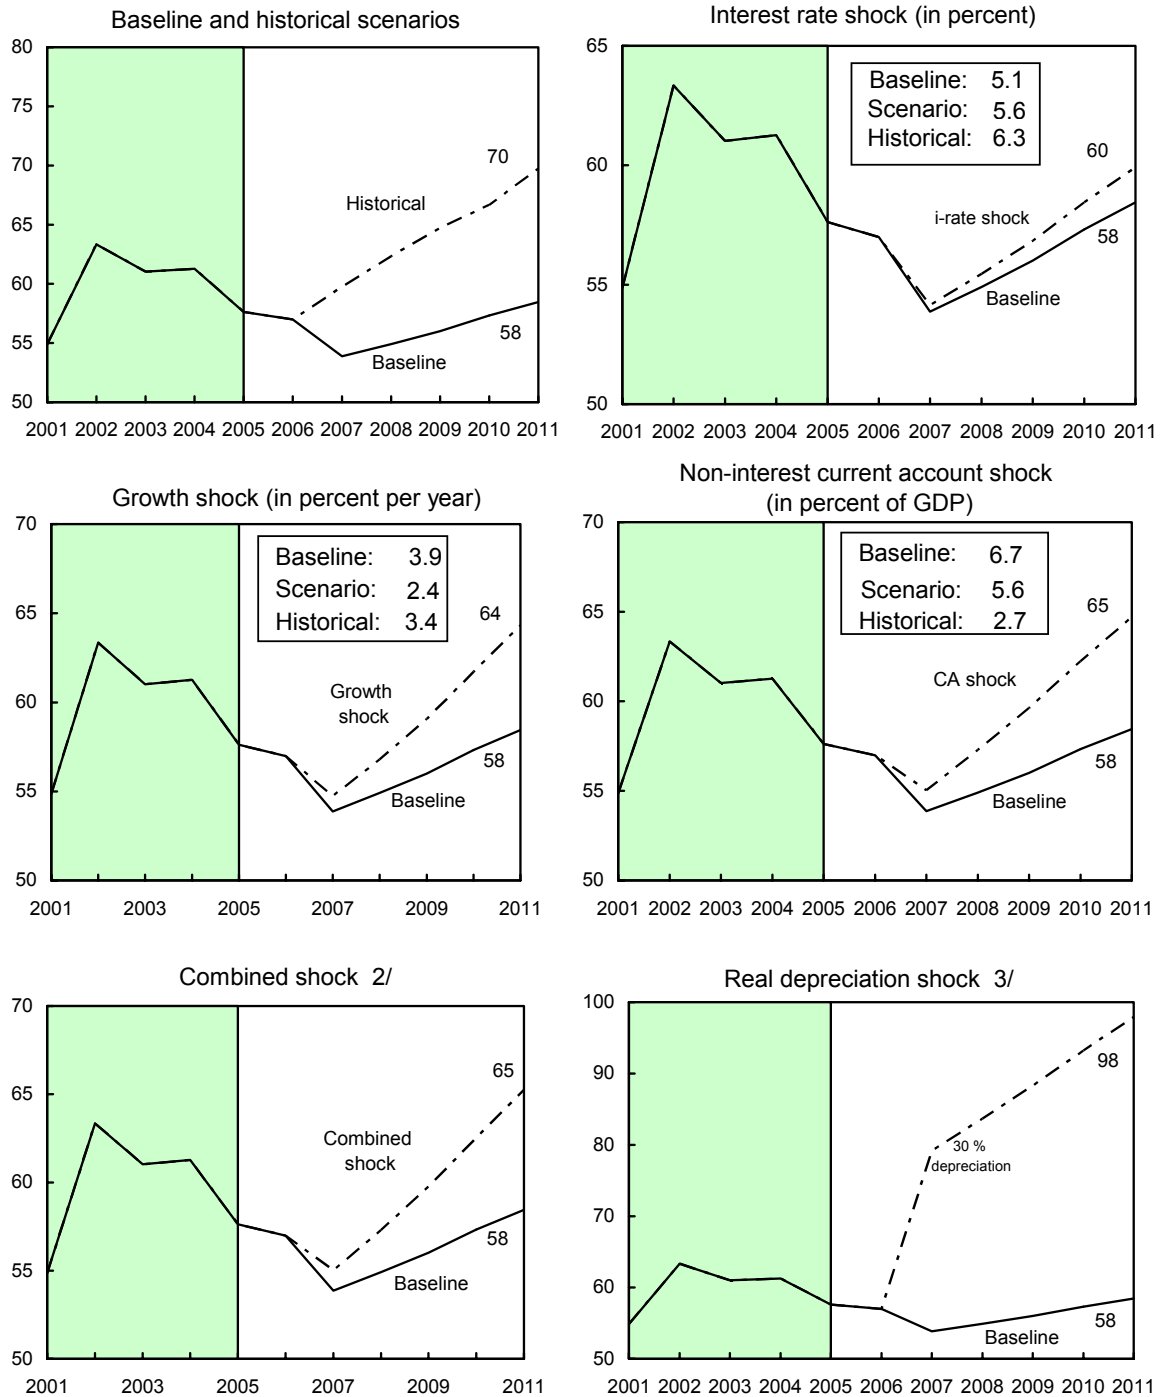 Baseline and historical scenarios
80
75
70
65
60
55
50
70
Historical
58
Baseline
2001 2002 2003 2004 2005 2006 2007 2008 2009 2010 2011
Interest rate shock (in percent)
65
60
55
50
Baseline: 5.1
Scenario: 5.6
Historical: 6.3
60
i-rate shock
58
Baseline
2001 2002 2003 2004 2005 2006 2007 2008 2009 2010 2011
Growth shock (in percent per year)
70
65
60
55
50
Baseline: 3.9
Scenario: 2.4
Historical: 3.4
64
Growth
shock
58
Baseline
2001 2003 2005 2007 2009 2011
Non-interest current account shock
(in percent of GDP)
70
65
60
55
50
Baseline: 6.7
Scenario: 5.6
Historical: 2.7
65
CA shock
58
Baseline
2001 2002 2003 2004 2005 2006 2007 2008 2009 2010 2011
Combined shock 2/
70
65
60
55
50
65
Combined
shock
58
Baseline
2001 2003 2005 2007 2009 2011
Real depreciation shock 3/
100
90
80
70
60
50
98
30 %
depreciation
58
Baseline
2001 2002 2003 2004 2005 2006 2007 2008 2009 2010 2011